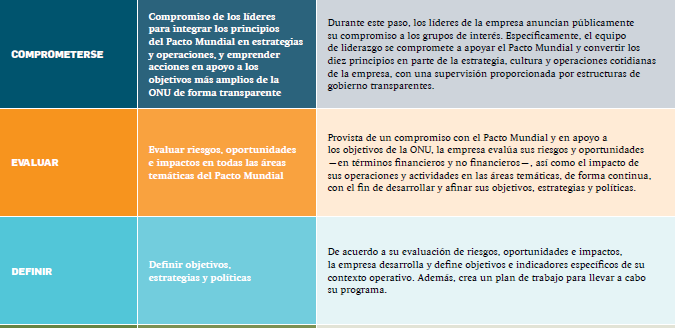 COMPROMETERSE
Compromiso de los líderes
para integrar los principios
del Pacto Mundial en estrategias
y operaciones, y emprender
acciones en apoyo a los
objetivos más amplios de la
ONU de forma transparente
Durante este paso, los líderes de la empresa anuncian públicamente
su compromiso a los grupos de interés. Específicamente, el equipo
de liderazgo se compromete a apoyar el Pacto Mundial y convertir los
diez principios en parte de la estrategia, cultura y operaciones cotidianas
de la empresa, con una supervisión proporcionada por estructuras de
gobierno transparentes.
EVALUAR
Evaluar riesgos, oportunidades
e impactos en todas las áreas
temáticas del Pacto Mundial
Provista de un compromiso con el Pacto Mundial y en apoyo a
los objetivos de la ONU, la empresa evalúa sus riesgos y oportunidades
—en términos financieros y no financieros—, así como el impacto de
sus operaciones y actividades en las áreas temáticas, de forma continua,
con el fin de desarrollar y afinar sus objetivos, estrategias y políticas.
DEFINIR
Definir objetivos,
estrategias y políticas
De acuerdo a su evaluación de riesgos, oportunidades e impactos,
la empresa desarrolla y define objetivos e indicadores específicos de su
contexto operativo. Además, crea un plan de trabajo para llevar a cabo
su programa.